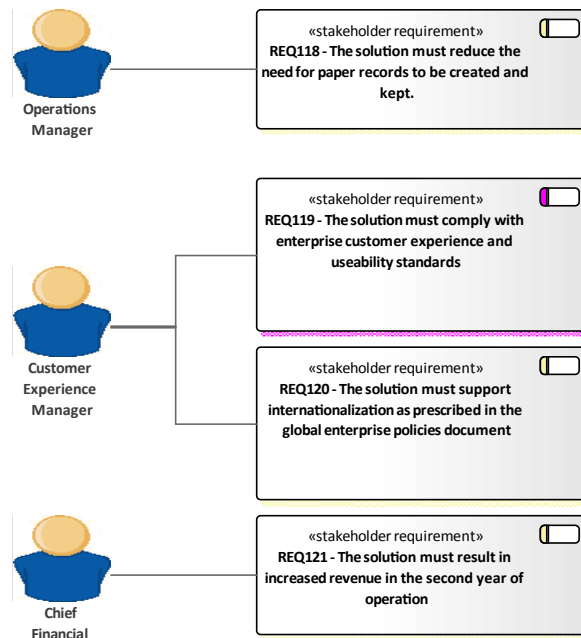 «stakeholder requirement»
REQ118 - The solution must reduce the
need for paper records to be created and
kept.
Operations
Manager
«stakeholder requirement»
REQ119 - The solution must comply with
enterprise customer experience and
useability standards
Customer
Experience
Manager
«stakeholder requirement»
REQ120 - The solution must support
internationalization as prescribed in the
global enterprise policies document
«stakeholder requirement»
REQ121 - The solution must result in
increased revenue in the second year of
operation
Chief
Financial